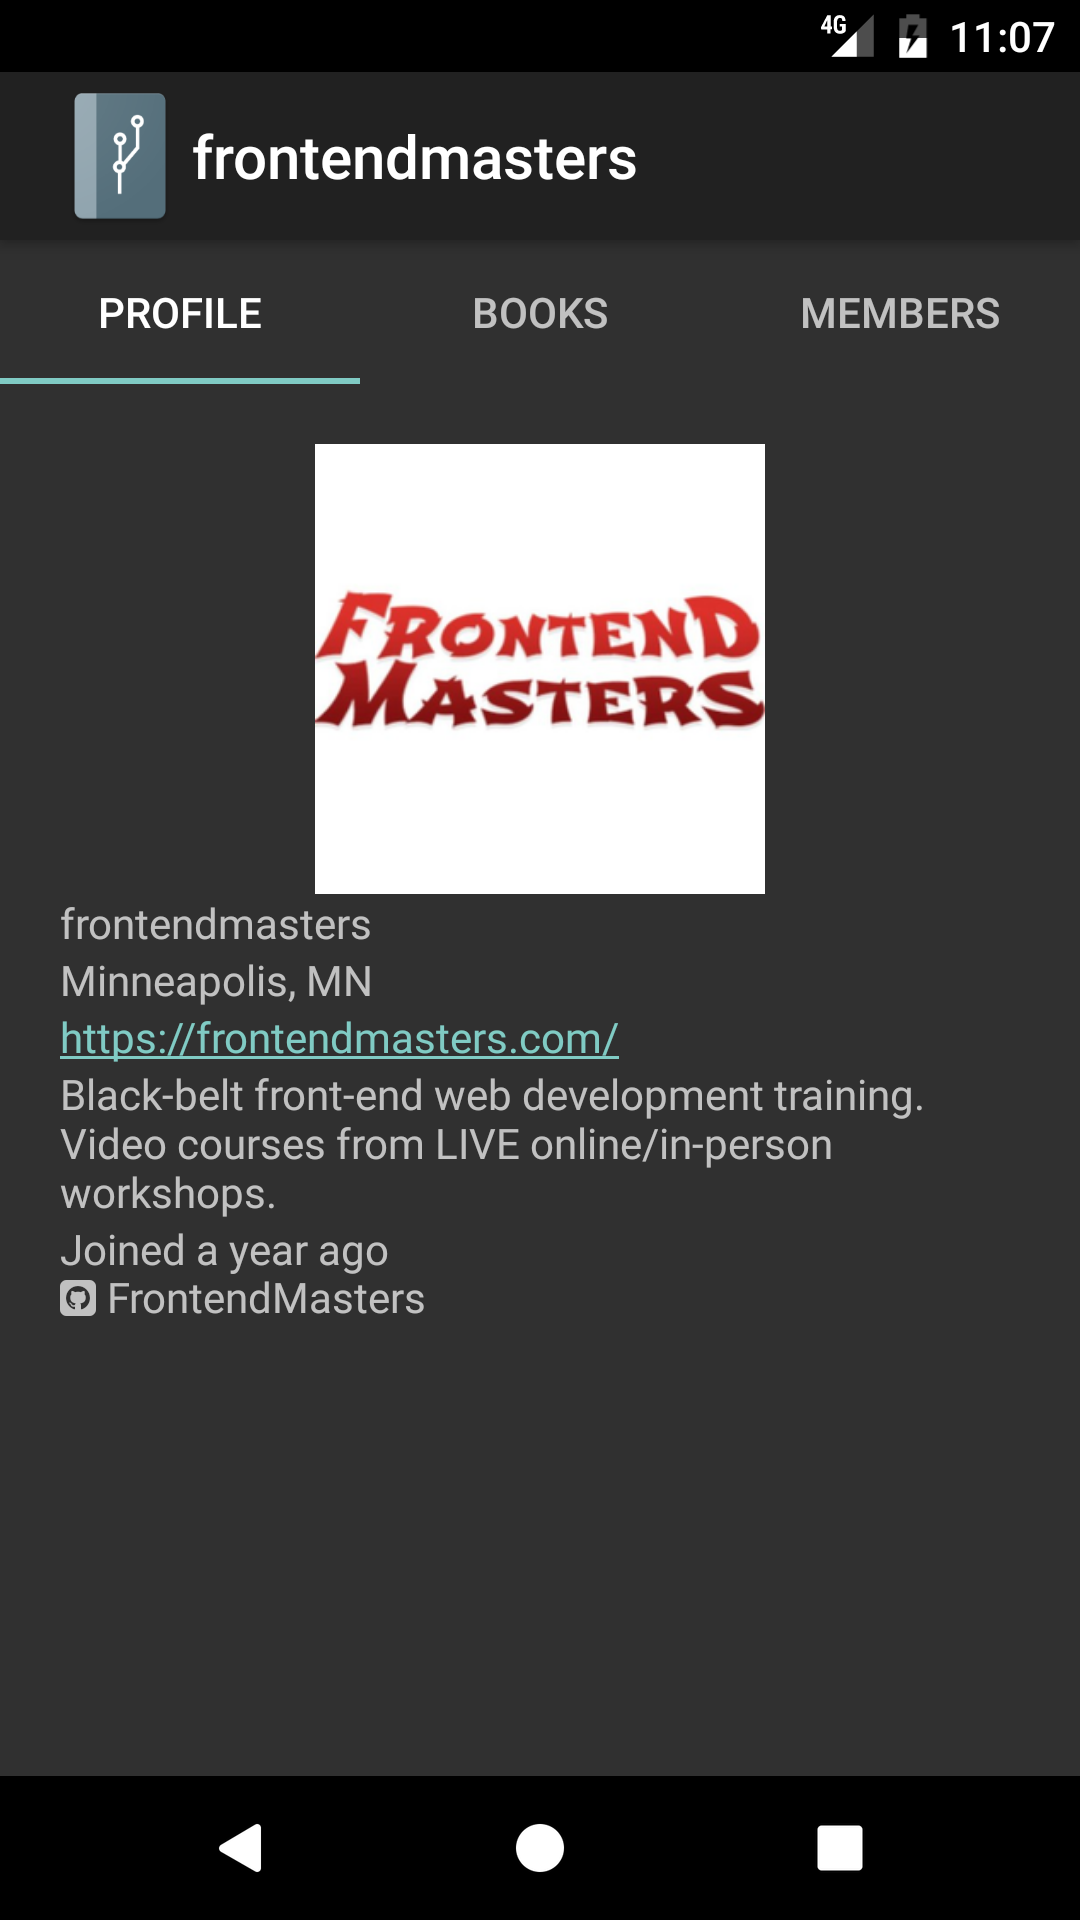 4G 11:07
frontendmasters
PROFILE BOOKS MEMBERS
FRONTEND
MASTERS
frontendmasters
Minneapolis, MN
https://frontendmasters.com/
Black-belt front-end web development training.
Video courses from LIVE online/in-person
workshops.
Joined a year ago
FrontendMasters